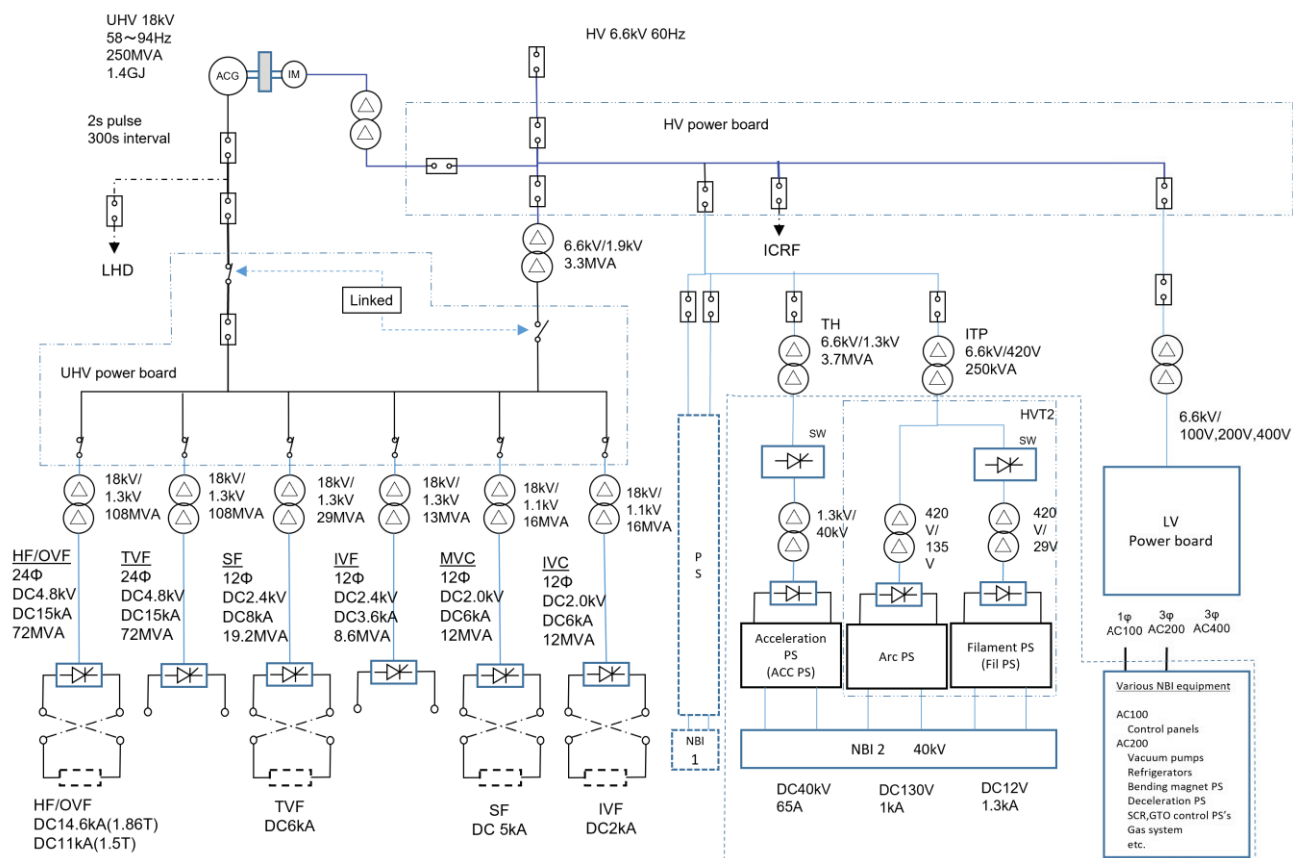 UHV 18kV
58～94Hz
250MVA
1.4GJ
ACG
IM
HV 6.6kV 60Hz
2s pulse
300s interval
HV power board
LHD
6.6kV/1.9kV
3.3MVA
ICRF
Linked
UHV power board
TH
6.6kV/1.3kV
3.7MVA
ITP
6.6kV/420V
250kVA
HVT2
SW
SW
6.6kV/
100V,200V,400V
18kV/
1.3kV
108MVA
18kV/
1.3kV
108MVA
18kV/
1.3kV
29MVA
18kV/
1.3kV
13MVA
18kV/
1.1kV
16MVA
18kV/
1.1kV
16MVA
1.3kV/
40kV
420
V/
135
V
420
V/
29V
LV
Power board
HF/OVF
24Φ
DC4.8kV
DC15kA
72MVA
TVF
24Φ
DC4.8kV
DC15kA
72MVA
SF
12Φ
DC2.4kV
DC8kA
19.2MVA
IVF
12Φ
DC2.4kV
DC3.6kA
8.6MVA
MVC
12Φ
DC2.0kV
DC6kA
12MVA
IVC
12Φ
DC2.0kV
DC6kA
12MVA
P
S
Acceleration
PS
(ACC PS)
Arc PS
Filament PS
(Fil PS)
1φ
AC100
3φ
AC200
3φ
AC400
NBI
1
NBI 2 40kV
DC40kV
65A
DC130V
1kA
DC12V
1.3kA
Various NBI equipment
AC100
Control panels
AC200
Vacuum pumps
Refrigerators
Bending magnet PS
Deceleration PS
SCR,GTO control PS's
Gas system
etc.
HF/OVF
DC14.6kA(1.86T)
DC11kA(1.5T)
TVF
DC6kA
SF
DC 5kA
IVF
DC2kA